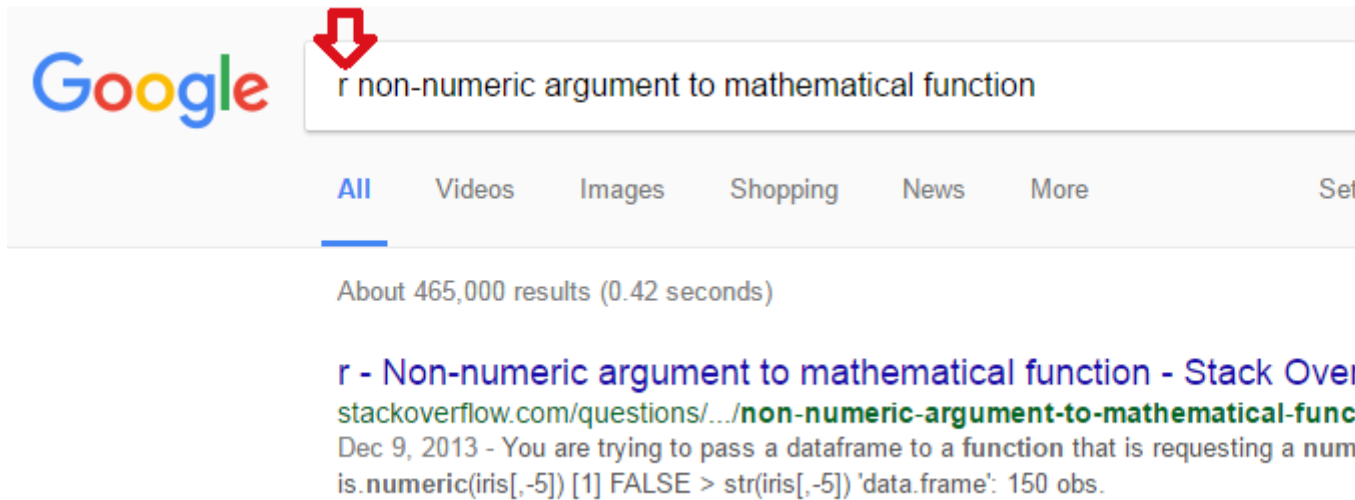 Google
r non-numeric argument to mathematical function
All Videos Images Shopping News More
About 465,000 results (0.42 seconds)
r - Non-numeric argument to mathematical function - Stack
stackoverflow.com/questions/.../non-numeric-argument-to-mathematical-func
Dec 9, 2013 - You are trying to pass a dataframe to a function that is requesting a num
is.numeric(iris[,-5]) [1] FALSE > str(iris[,-5]) 'data.frame': 150 obs.